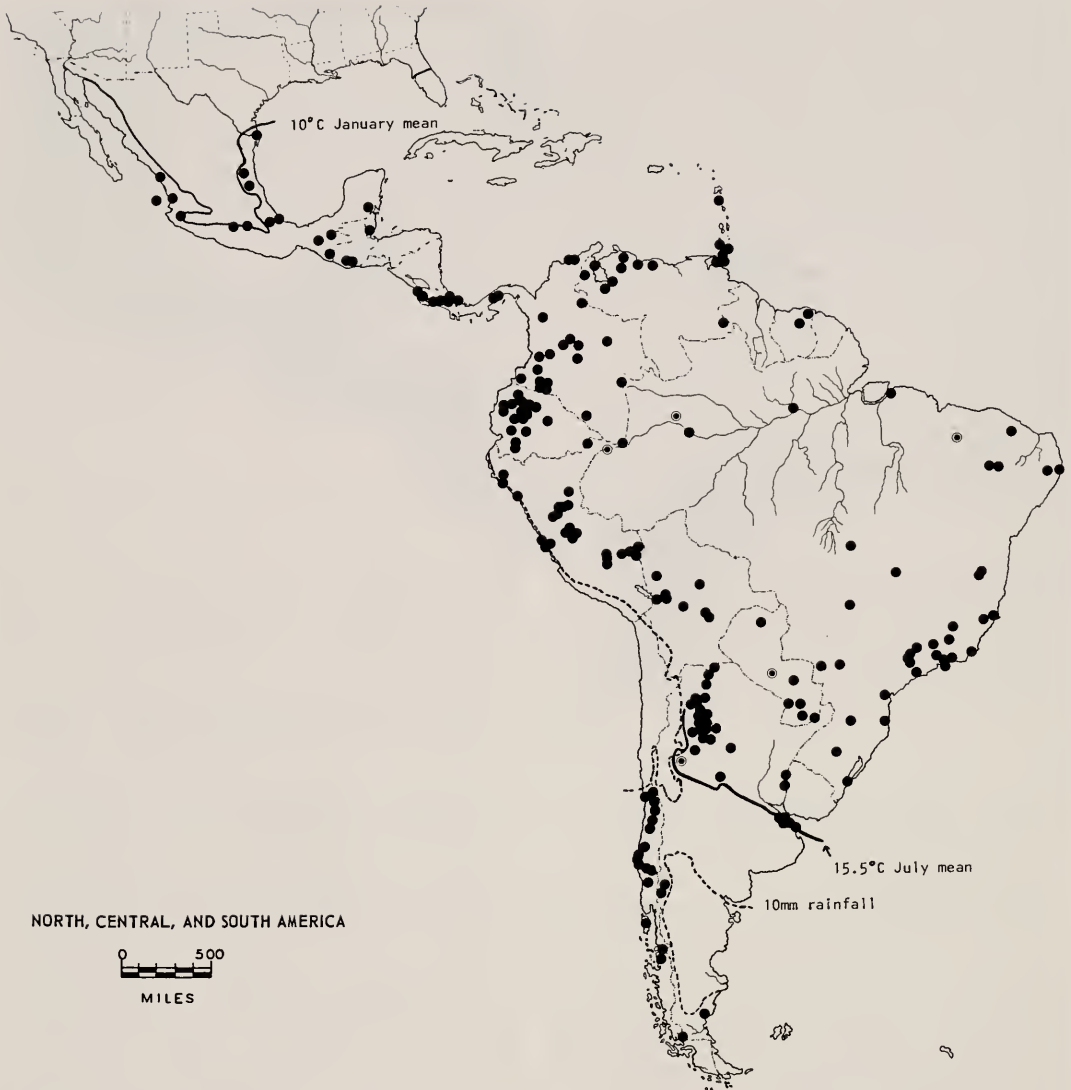 10°C January mean
15.5°C July mean
10mm rainfall
NORTH, CENTRAL, AND SOUTH AMERICA
0 500
MILES